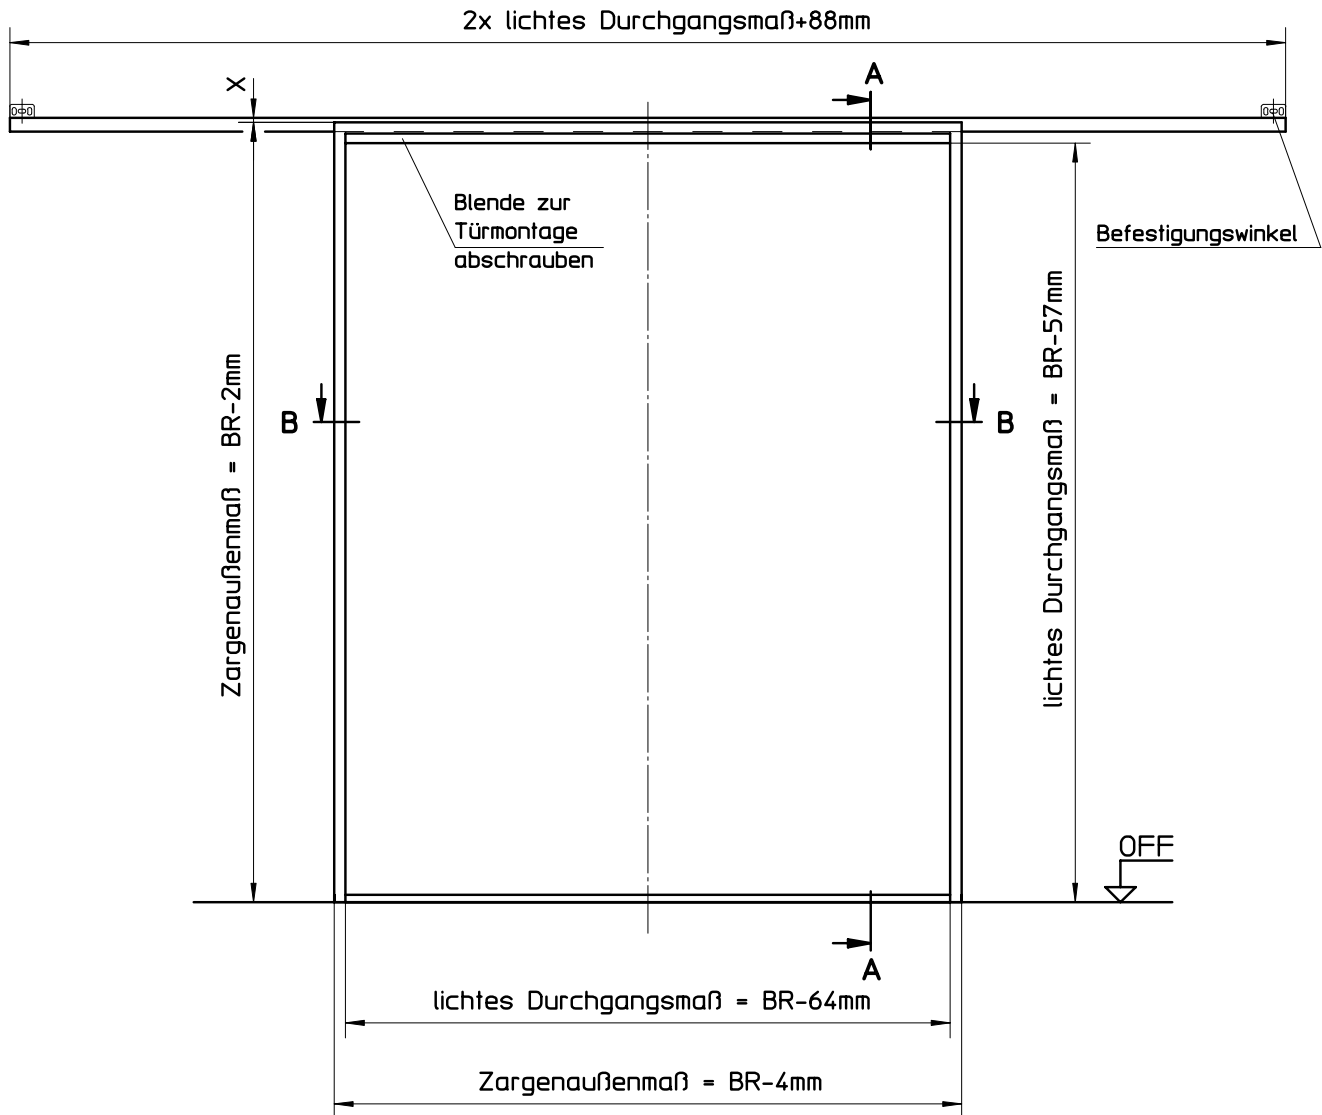 2x lichtes Durchgangsmaß+88mm
X
A
Blende zur
Türmontage
abschrauben
Befestigungswinkel
Zargenaußenmaß = BR-2mm
lichtes Durchgangsmaß = BR-57mm
B
B
OFF
A
lichtes Durchgangsmaß = BR-64mm
Zargenaußenmaß = BR-4mm